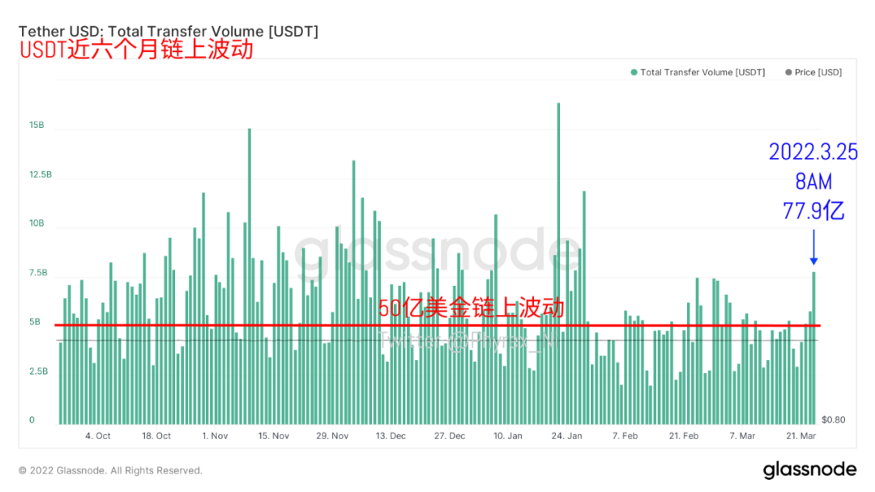 Tether USD: Total Transfer Volume [USDT]
USDT近六个月链上波动
Total Transfer Volume [USDT] Price [USD]
15B
12.5B
10B
7.5B
5B
2.5B
0
2022.3.25
8AM
77.9亿
glassnode
50亿美金链上波动
Twitter @Phyrex_Ni
$0.80
4. Oct 18. Oct 1. Nov 15. Nov 29. Nov 13. Dec 27. Dec 10. Jan 24. Jan 7. Feb 21. Feb 7. Mar 21. Mar
© 2022 Glassnode. All Rights Reserved.
glassnode